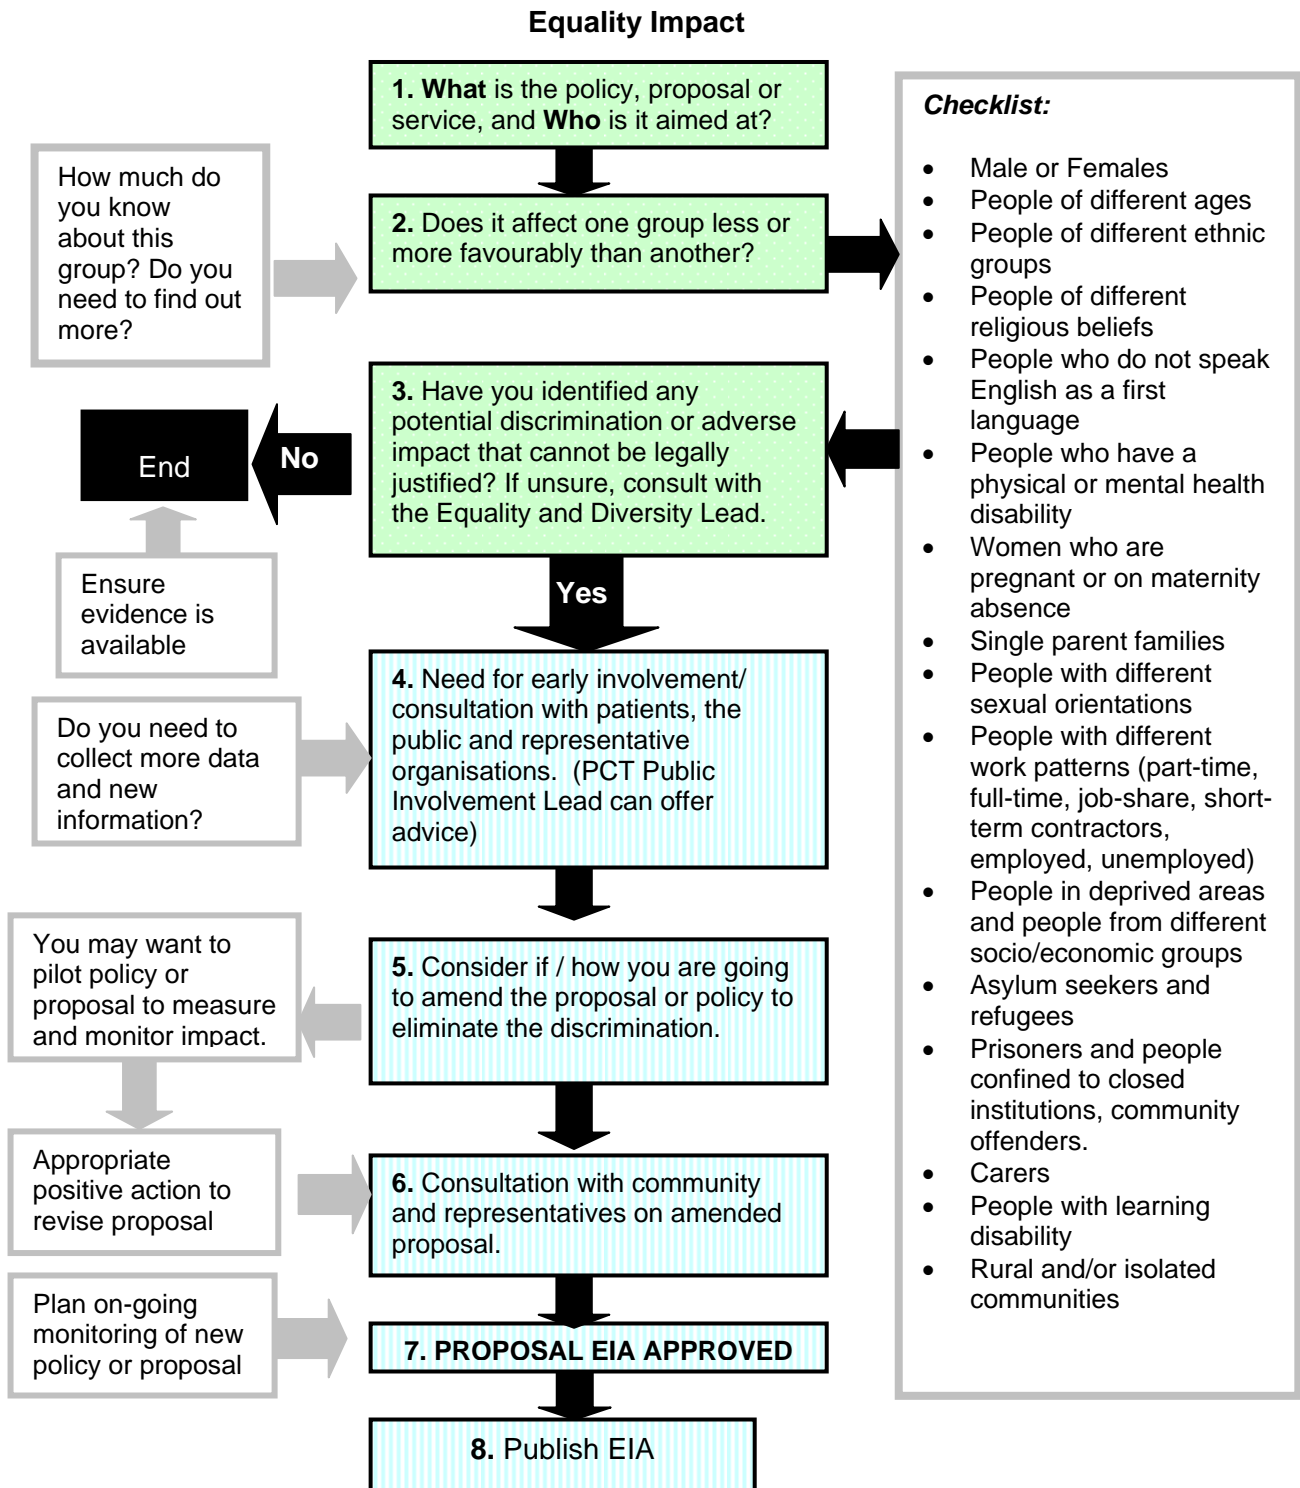 Equality Impact
1. What is the policy, proposal or
service, and Who is it aimed at?
How much do
you know
about this
group? Do you
need to find out
more?
2. Does it affect one group less or
more favourably than another?
Checklist:
• Male or Females
• People of different ages
• People of different ethnic
groups
• People of different
religious beliefs
• People who do not speak
English as a first
language
• People who have a
physical or mental health
disability
• Women who are
pregnant or on maternity
absence
• Single parent families
• People with different
sexual orientations
• People with different
work patterns (part-time,
full-time, job-share, short-
term contractors,
employed, unemployed)
• People in deprived areas
and people from different
socio/economic groups
• Asylum seekers and
refugees
• Prisoners and people
confined to closed
institutions, community
offenders.
• Carers
• People with learning
disability
• Rural and/or isolated
communities
3. Have you identified any
potential discrimination or adverse
impact that cannot be legally
justified? If unsure, consult with
the Equality and Diversity Lead.
No
End
Ensure
evidence is
available
Yes
4. Need for early involvement/
consultation with patients, the
public and representative
organisations. (PCT Public
Involvement Lead can offer
advice)
Do you need to
collect more data
and new
information?
5. Consider if / how you are going
to amend the proposal or policy to
eliminate the discrimination.
You may want to
pilot policy or
proposal to measure
and monitor impact.
Appropriate
positive action to
revise proposal
6. Consultation with community
and representatives on amended
proposal.
Plan on-going
monitoring of new
policy or proposal
7. PROPOSAL EIA APPROVED
8. Publish EIA